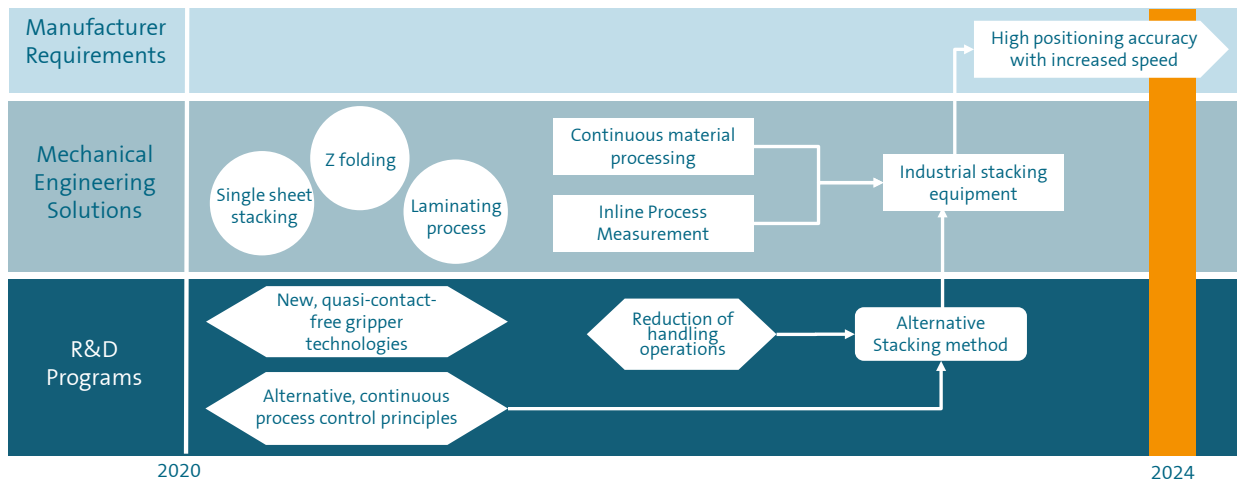 Manufacturer
Requirements
High positioning accuracy
with increased speed
Mechanical
Engineering
Solutions
Single sheet
stacking
Z folding
Laminating
process
Continuous material
processing
Inline Process
Measurement
Industrial stacking
equipment
R&D
Programs
New, quasi-contact-
free gripper
technologies
Alternative, continuous
process control principles
Reduction of
handling
operations
Alternative
Stacking method
2020
2024